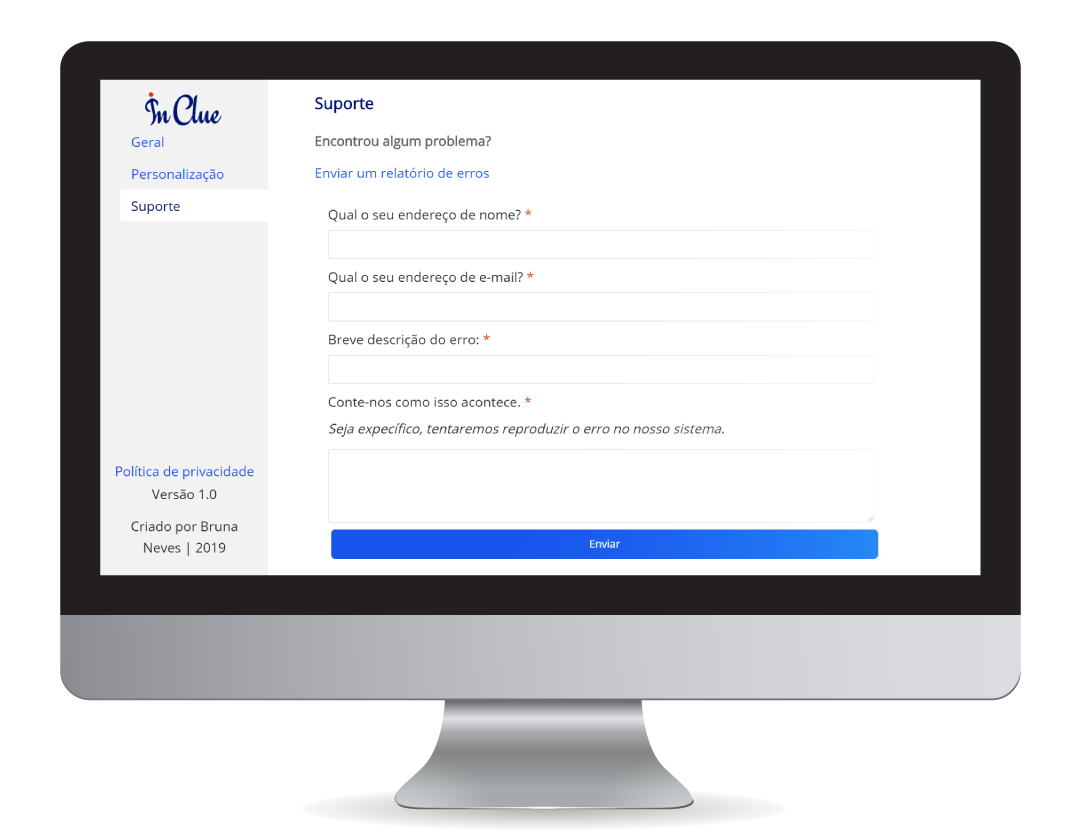 In Clue
Geral
Personalização
Suporte
Política de privacidade
Versão 1.0
Criado por Bruna
Neves | 2019
Suporte
Encontrou algum problema?
Enviar um relatório de erros
Qual o seu endereço de nome? *
Qual o seu endereço de e-mail? *
Breve descrição do erro: *
Conte-nos como isso acontece. *
Seja expecífico, tentaremos reproduzir o erro no nosso sistema.
Enviar